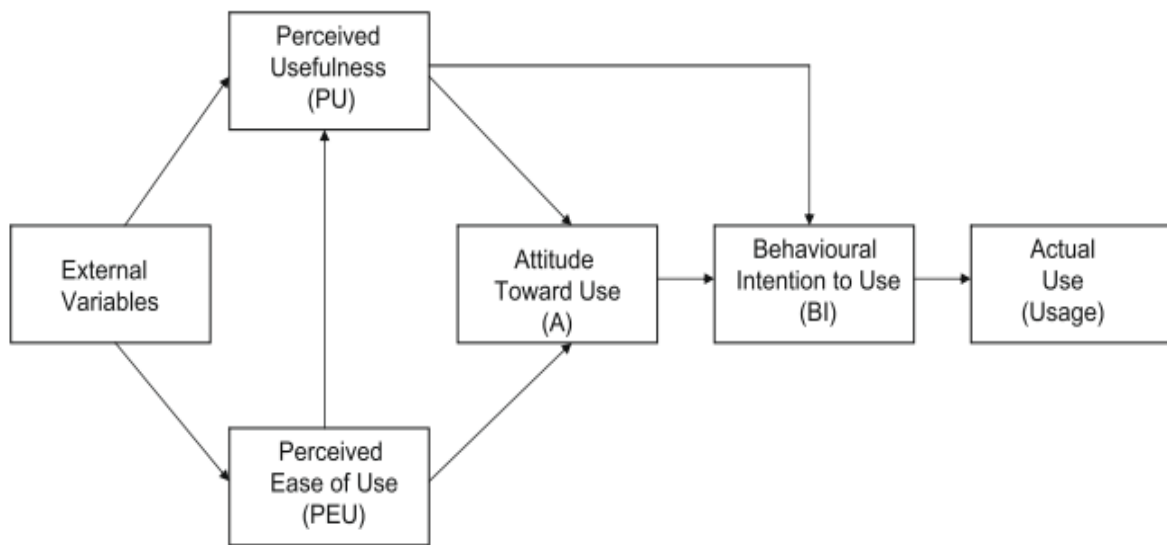 Perceived
Usefulness
(PU)
External
Variables
Attitude
Toward Use
(A)
Behavioural
Intention to Use
(BI)
Actual
Use
(Usage)
Perceived
Ease of Use
(PEU)